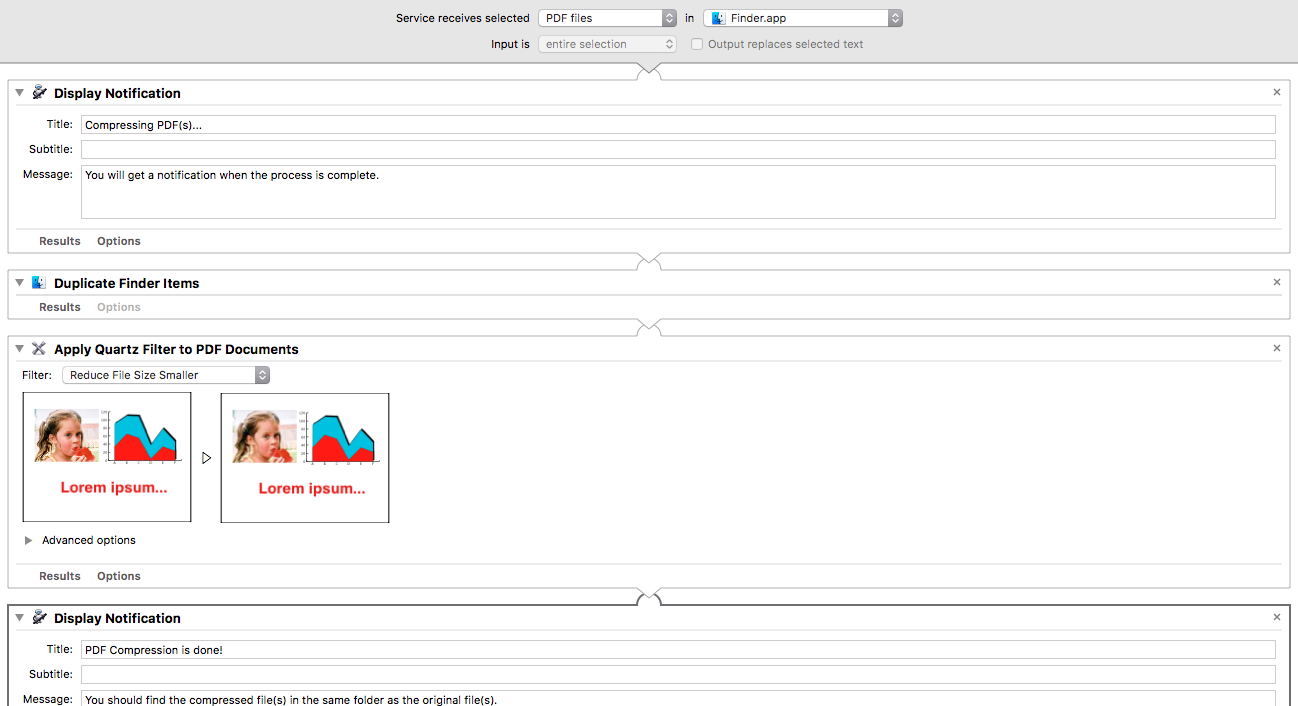 Service receives selected PDF files in Finder.app
Input is entire selection Output replaces selected text
Display Notification
Title: Compressing PDF(s)...
Subtitle:
Message: You will get a notification when the process is complete.
Results Options
Duplicate Finder Items
Results Options
Apply Quartz Filter to PDF Documents
Filter: Reduce File Size Smaller
Lorem ipsum... Lorem ipsum...
Advanced options
Results Options
Display Notification
Title: PDF Compression is done!
Subtitle:
Message: You should find the compressed file(s) in the same folder as the original file(s).